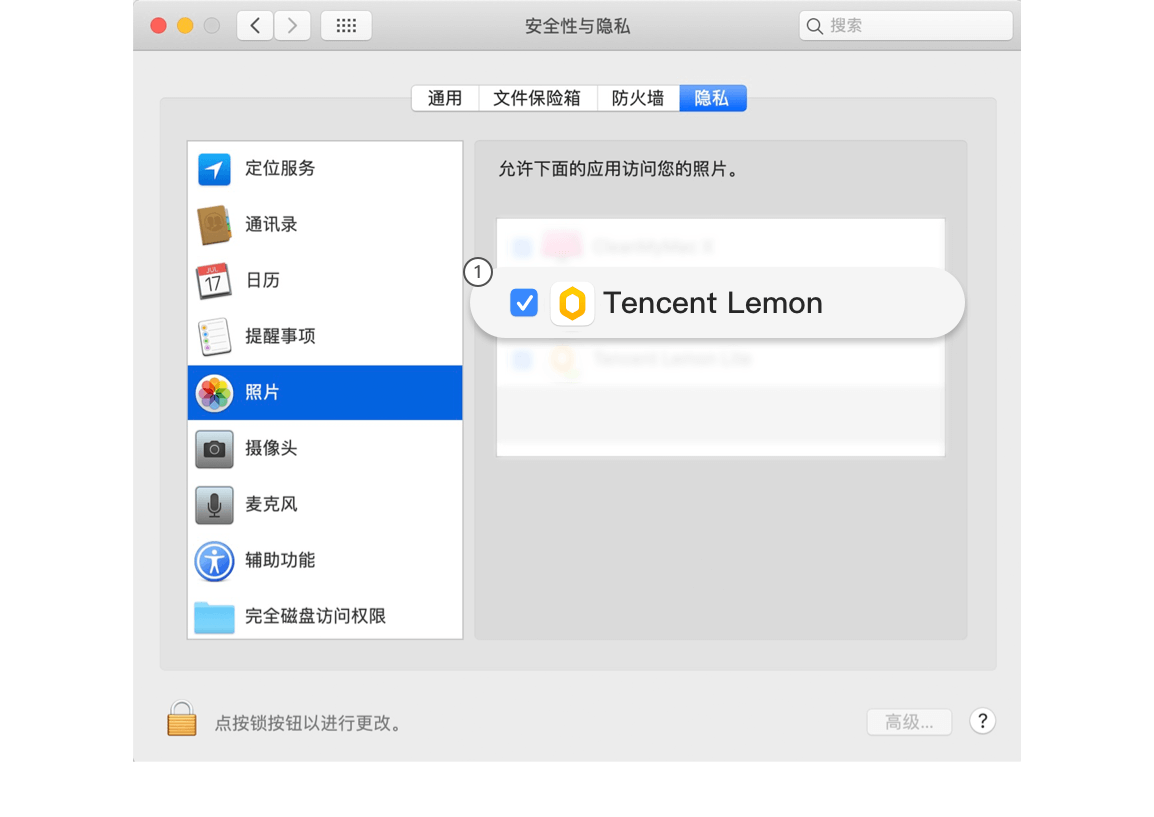 安全性与隐私
搜索
通用
文件保险箱
防火墙
隐私
定位服务
通讯录
JUL
17
日历
提醒事项
照片
摄像头
麦克风
辅助功能
完全磁盘访问权限
允许下面的应用访问您的照片。
CleanMyMac X
1
Tencent Lemon
Tencent Lemon Lite
点按锁按钮以进行更改。
高级...
?